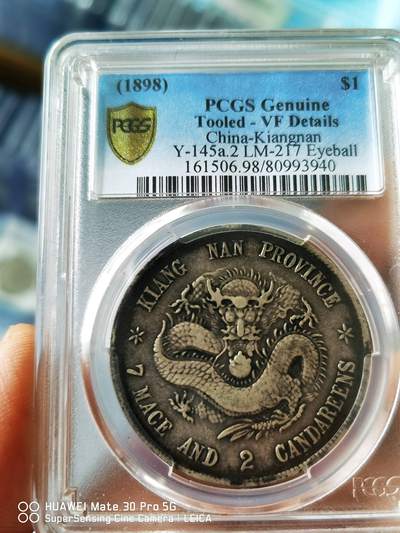 (1898) $1
PCGS Genuine
Tooled - VF Details
China-Kiangnan
Y-145a.2 LM-217 Eyeball
161506.98/80993940
PCGS
KIANG NAN PROVINCE
7 MACE AND 2 CANDAREENS
PCGS
HUAWEI Mate 30 Pro 5G
SuperSensing Cine Camera | LEICA